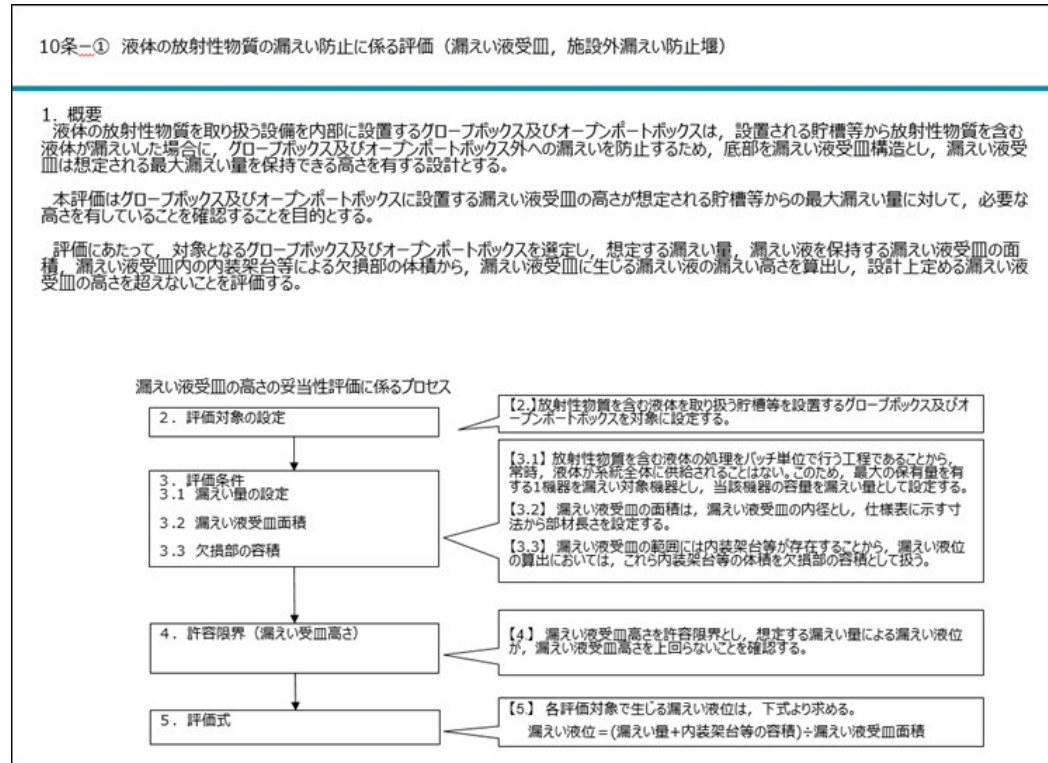 10条ー① 液体の放射性物質の漏えい防止に係る評価（漏えい液受皿，施設外漏えい防止堰）
1．概要
液体の放射性物質を取り扱う設備を内部に設置するグローブボックス及びオープンポートボックスは，設置される貯槽等から放射性物質を含む
液体が漏えいした場合に，グローブボックス及びオープンポートボックス外への漏えいを防止するため，底部を漏えい液受皿構造とし，漏えい液受
皿は想定される最大漏えい量を保持できる高さを有する設計とする。
本評価はグローブボックス及びオープンポートボックスに設置する漏えい液受皿の高さが想定される貯槽等からの最大漏えい量に対して，必要な
高さを有していることを確認することを目的とする。
評価にあたって，対象となるグローブボックス及びオープンポートボックスを選定し，想定する漏えい量，漏えい液を保持する漏えい液受皿の面
積，漏えい液受皿内の内装架台等による欠損部の体積から，漏えい液受皿に生じる漏えい液の漏えい高さを算出し，設計上定める漏えい液
受皿の高さを超えないことを評価する。
漏えい液受皿の高さの妥当性評価に係るプロセス
2．評価対象の設定
【2.】放射性物質を含む液体を取り扱う貯槽等を設置するグローブボックス及びオ
ープンポートボックスを対象に設定する。
3．評価条件
3.1 漏えい量の設定
3.2 漏えい液受皿面積
3.3 欠損部の容積
【3.1】放射性物質を含む液体の処理をバッチ単位で行う工程であることから，
常時，液体が系統全体に供給されることはない。このため，最大の保有量を有
する1機器を漏えい対象機器とし，当該機器の容量を漏えい量として設定する。
【3.2】 漏えい液受皿の面積は，漏えい液受皿の内径とし，仕様表に示す寸
法から部材長さを設定する。
【3.3】 漏えい液受皿の範囲には内装架台等が存在することから，漏えい液位
の算出においては，これら内装架台等の体積を欠損部の容積として扱う。
4．許容限界（漏えい受皿高さ）
【4】 漏えい液受皿高さを許容限界とし，想定する漏えい量による漏えい液位
が，漏えい液受皿高さを上回らないことを確認する。
5．評価式
【5.】 各評価対象で生じる漏えい液位は，下式より求める。
漏えい液位＝(漏えい量＋内装架台等の容積)÷漏えい液受皿面積